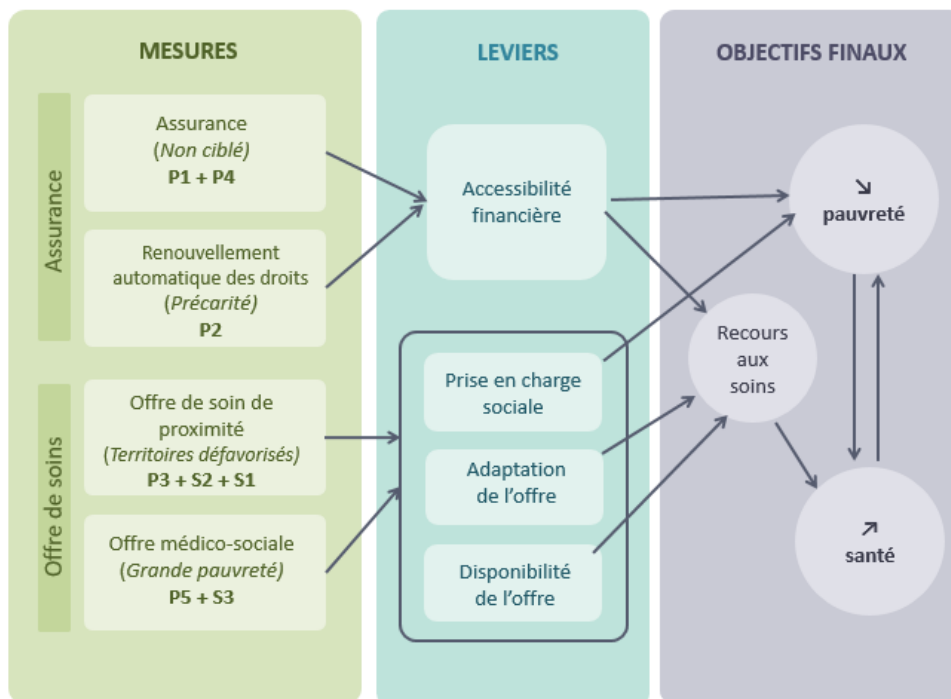 MESURES
Assurance
Assurance
(Non ciblé)
P1 + P4
Renouvellement
automatique des droits
(Précarité)
P2
Offre de soins
Offre de soin de
proximité
(Territoires défavorisés)
P3 + S2 + S1
Offre médico-sociale
(Grande pauvreté)
P5 + S3
LEVIERS
Accessibilité
financière
Prise en charge
sociale
Adaptation
de l'offre
Disponibilité
de l'offre
OBJECTIFS FINAUX
↘
pauvreté
Recours
aux
soins
↗
santé